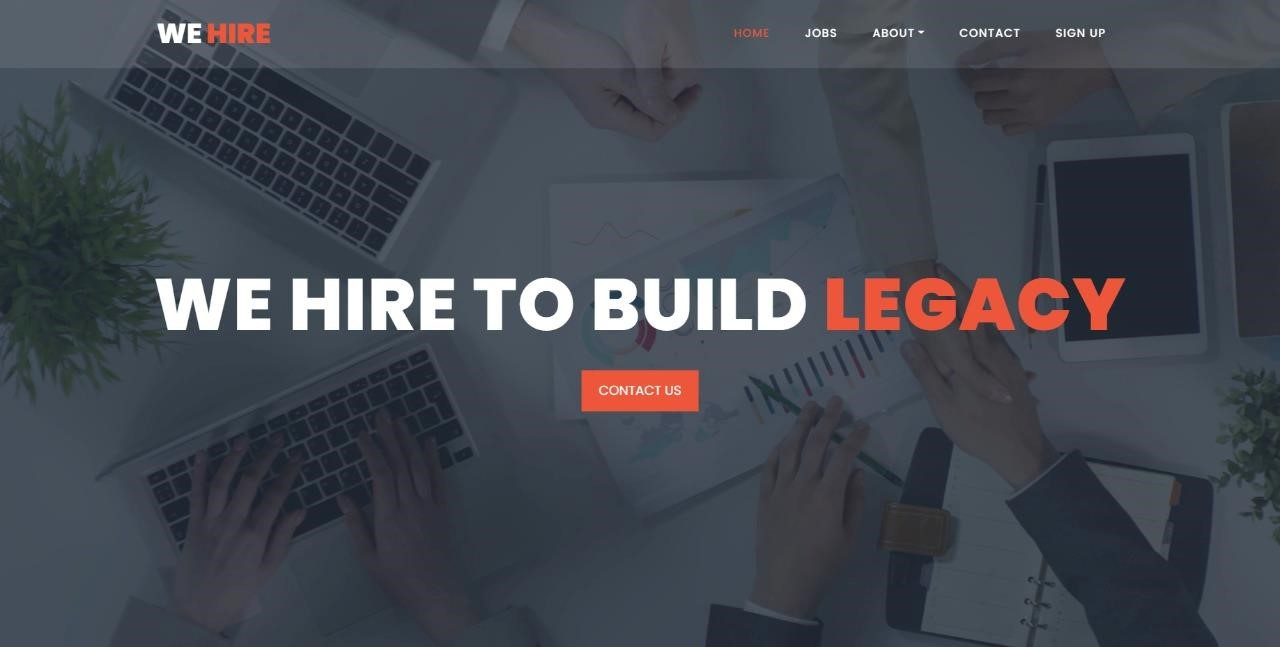 WE HIRE
HOME JOBS ABOUT CONTACT SIGN UP
WE HIRE TO BUILD LEGACY
CONTACT US